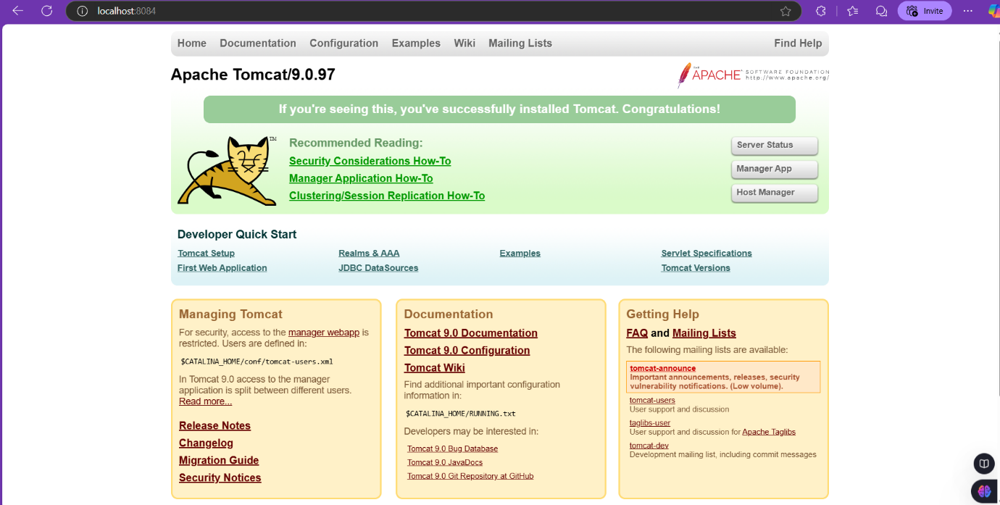 localhost:8084
Invite
Home Documentation Configuration Examples Wiki Mailing Lists Find Help
Apache Tomcat/9.0.97
THE
APACHE
SOFTWARE FOUNDATION
http://www.apache.org/
If you're seeing this, you've successfully installed Tomcat. Congratulations!
TM
Recommended Reading:
Security Considerations How-To
Manager Application How-To
Clustering/Session Replication How-To
Server Status
Manager App
Host Manager
Developer Quick Start
Tomcat Setup
First Web Application
Realms & AAA
JDBC DataSources
Examples
Servlet Specifications
Tomcat Versions
Managing Tomcat
For security, access to the manager webapp is
restricted. Users are defined in:
$CATALINA_HOME/conf/tomcat-users.xml
In Tomcat 9.0 access to the manager
application is split between different users.
Read more...
Release Notes
Changelog
Migration Guide
Security Notices
Documentation
Tomcat 9.0 Documentation
Tomcat 9.0 Configuration
Tomcat Wiki
Find additional important configuration
information in:
$CATALINA_HOME/RUNNING.txt
Developers may be interested in:
Tomcat 9.0 Bug Database
Tomcat 9.0 JavaDocs
Tomcat 9.0 Git Repository at GitHub
Getting Help
FAQ and Mailing Lists
The following mailing lists are available:
tomcat-announce
Important announcements, releases, security
vulnerability notifications. (Low volume).
tomcat-users
User support and discussion
taglibs-user
User support and discussion for Apache Taglibs
tomcat-dev
Development mailing list, including commit messages